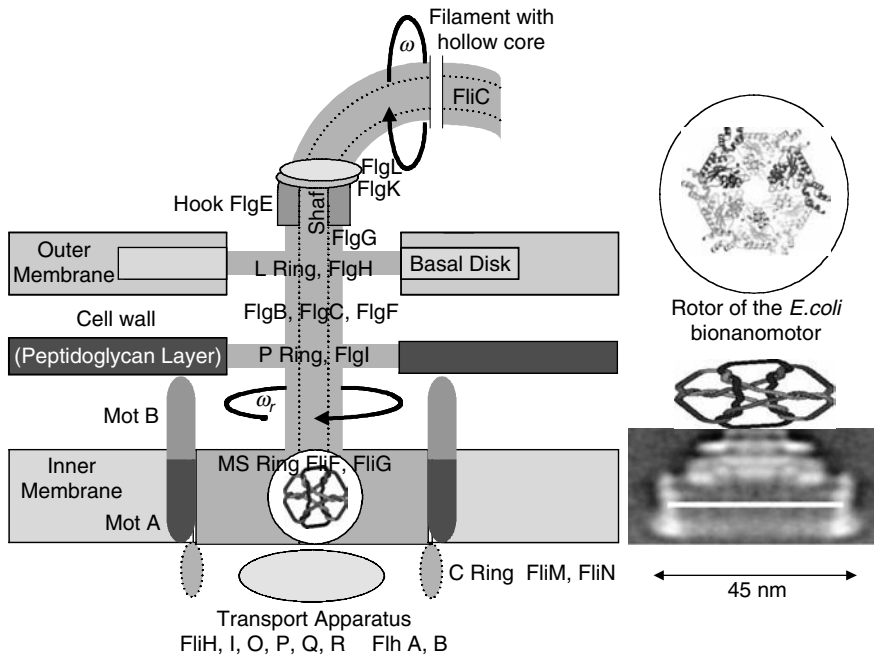 Filament with
hollow core
ω
FliC
FlgL
FlgK
Hook FlgE
Shaf
FlgG
Outer
Membrane
L Ring, FlgH
Basal Disk
FlgB, FlgC, FlgF
Cell wall
(Peptidoglycan Layer)
P Ring, FlgI
Mot B
ωr
Inner
Membrane
MS Ring FliF, FliG
Mot A
C Ring FliM, FliN
Transport Apparatus
FliH, I, O, P, Q, R Flh A, B
Rotor of the E.coli
bionanomotor
45 nm